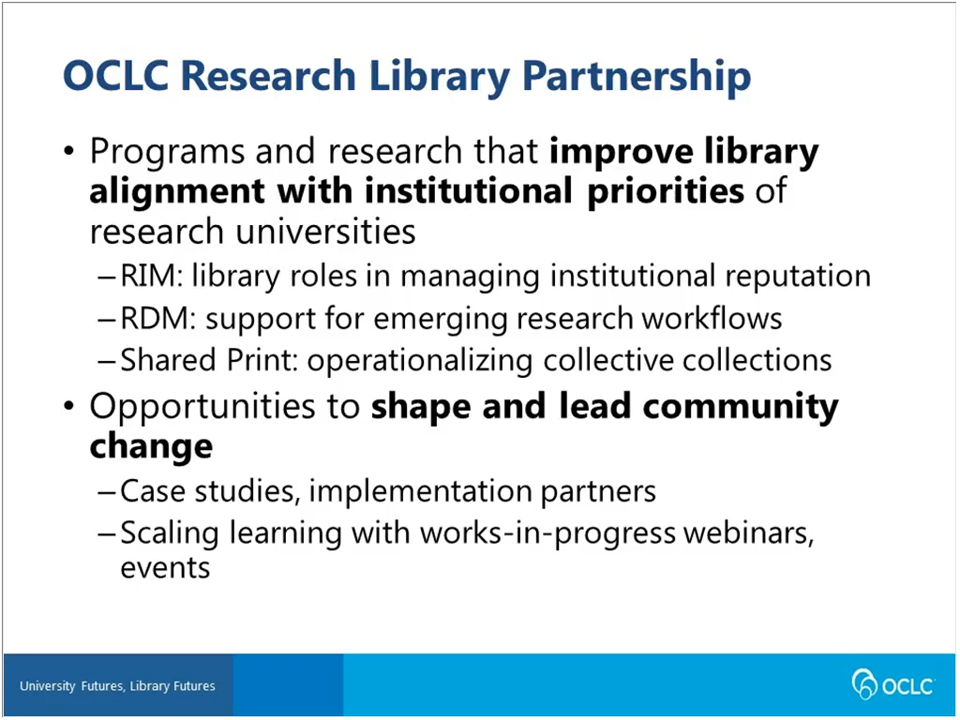 OCLC Research Library Partnership
• Programs and research that improve library
alignment with institutional priorities of
research universities
–RIM: library roles in managing institutional reputation
–RDM: support for emerging research workflows
–Shared Print: operationalizing collective collections
• Opportunities to shape and lead community
change
–Case studies, implementation partners
–Scaling learning with works-in-progress webinars,
events
University Futures, Library Futures
OCLC